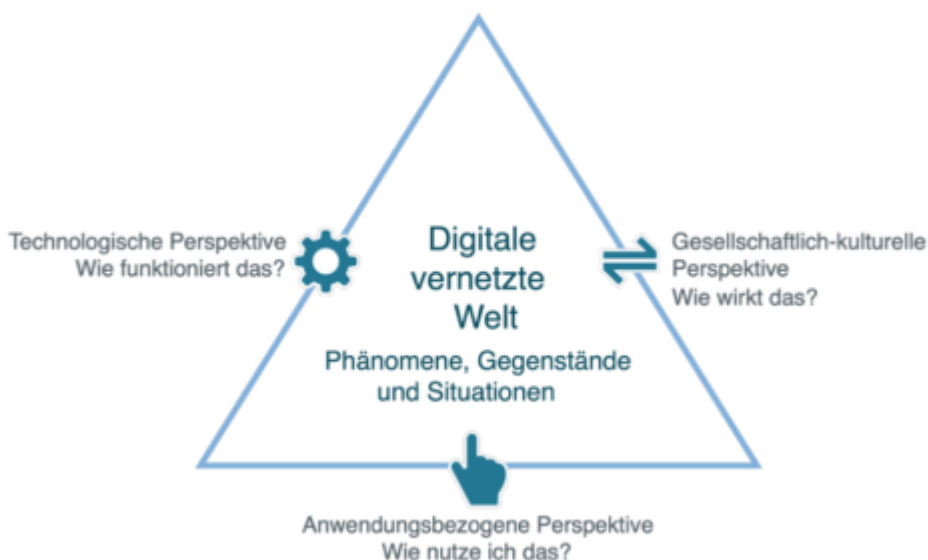 Technologische Perspektive
Wie funktioniert das?
Digitale
vernetzte
Welt
Phänomene, Gegenstände
und Situationen
Gesellschaftlich-kulturelle
Perspektive
Wie wirkt das?
Anwendungsbezogene Perspektive
Wie nutze ich das?